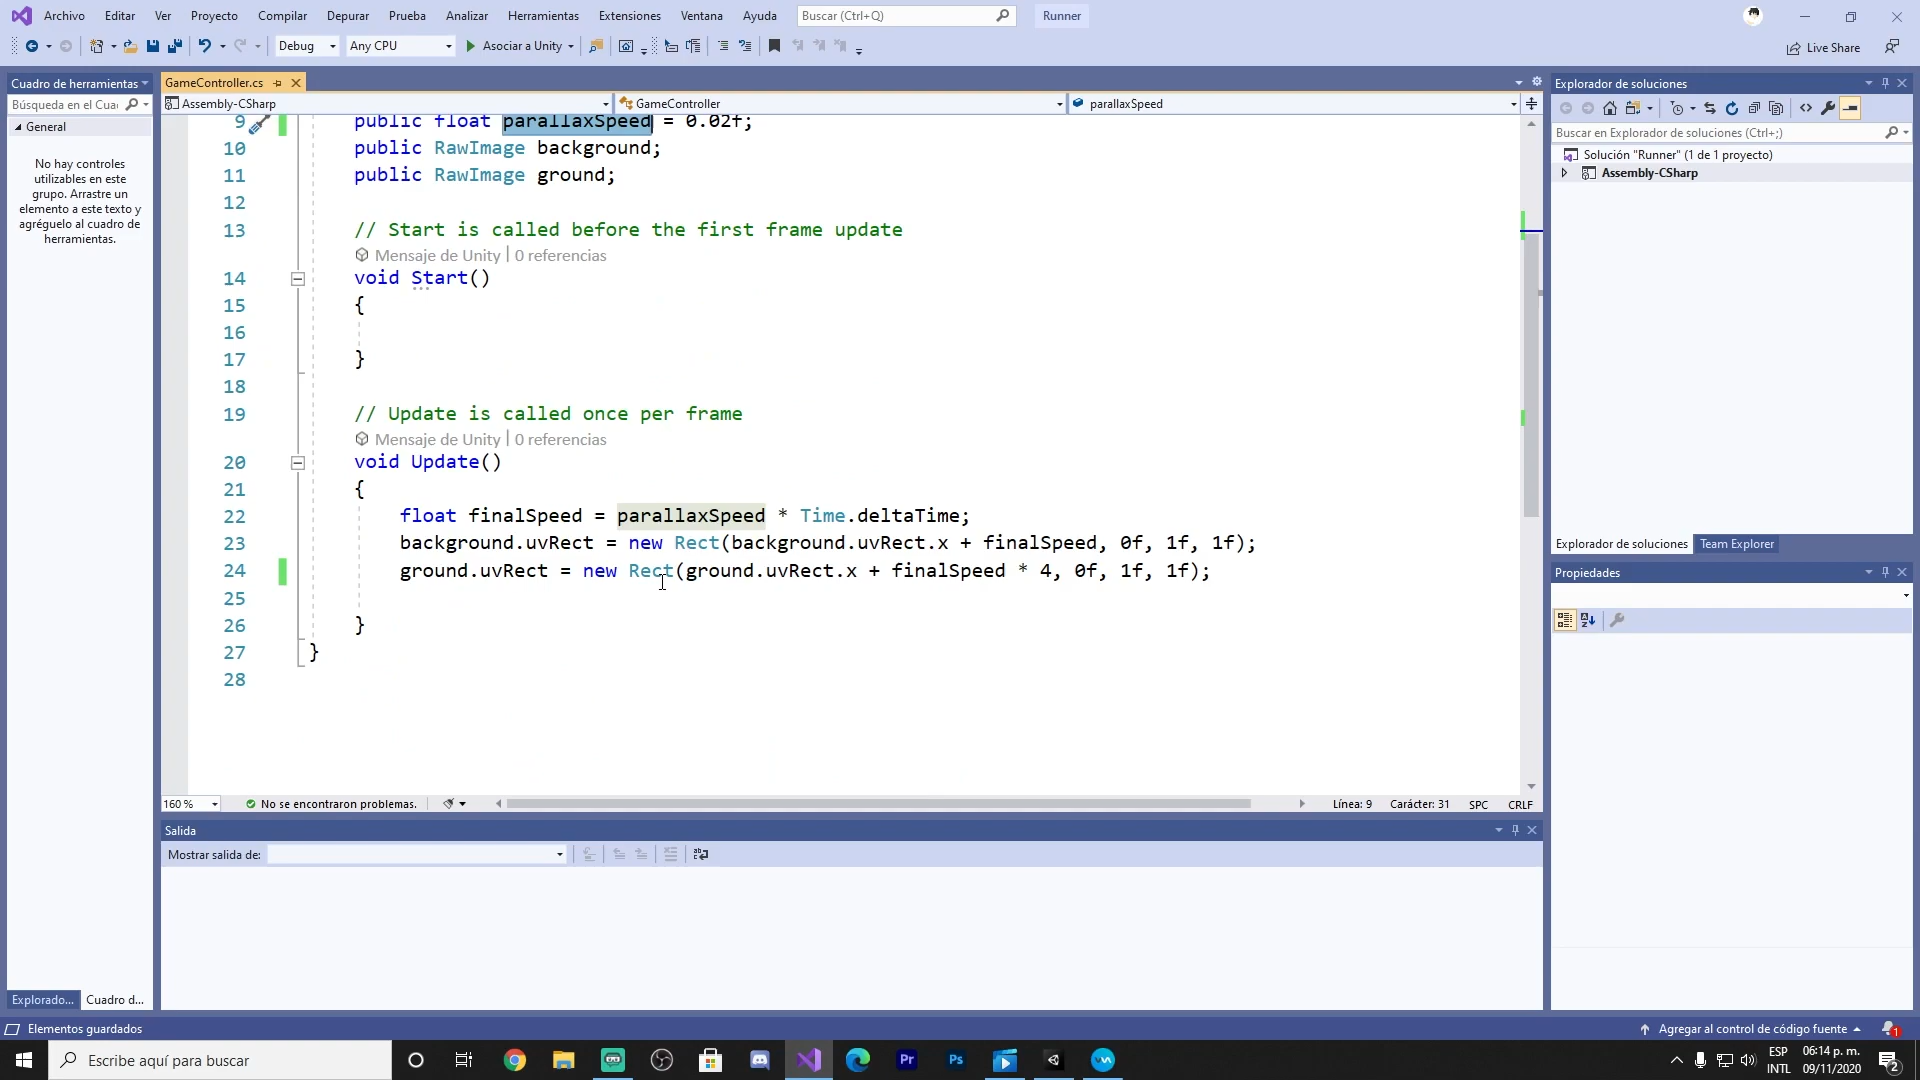 Archivo Editar Ver Proyecto Compilar Depurar Prueba Analizar Herramientas Extensiones Ventana Ayuda Buscar (Ctrl+Q) Runner
Debug Any CPU Asociar a Unity Live Share
Cuadro de herramientas
Búsqueda en el Cua
General
No hay controles
utilizables en este
grupo. Arrastre un
elemento a este texto y
agréguelo al cuadro de
herramientas.
Explorado... Cuadro d...
GameController.cs
Assembly-CSharp GameController parallaxSpeed
9 public float parallaxSpeed = 0.02f;
10 public RawImage background;
11 public RawImage ground;
12
13 // Start is called before the first frame update
Mensaje de Unity | 0 referencias
14 void Start()
15 {
16
17 }
18
19 // Update is called once per frame
Mensaje de Unity | 0 referencias
20 void Update()
21 {
22 float finalSpeed = parallaxSpeed * Time.deltaTime;
23 background.uvRect = new Rect(background.uvRect.x + finalSpeed, 0f, 1f, 1f);
24 ground.uvRect = new Rect(ground.uvRect.x + finalSpeed * 4, 0f, 1f, 1f);
25
26 }
27 }
28
160 % No se encontraron problemas. Línea: 9 Carácter: 31 SPC CRLF
Salida
Mostrar salida de:
Explorador de soluciones
Buscar en Explorador de soluciones (Ctrl+;)
Solución "Runner" (1 de 1 proyecto)
Assembly-CSharp
Explorador de soluciones Team Explorer
Propiedades
Elementos guardados Agregar al control de código fuente 1
Escribe aquí para buscar
Pr Ps
ESP
INTL
06:14 p. m.
09/11/2020
2